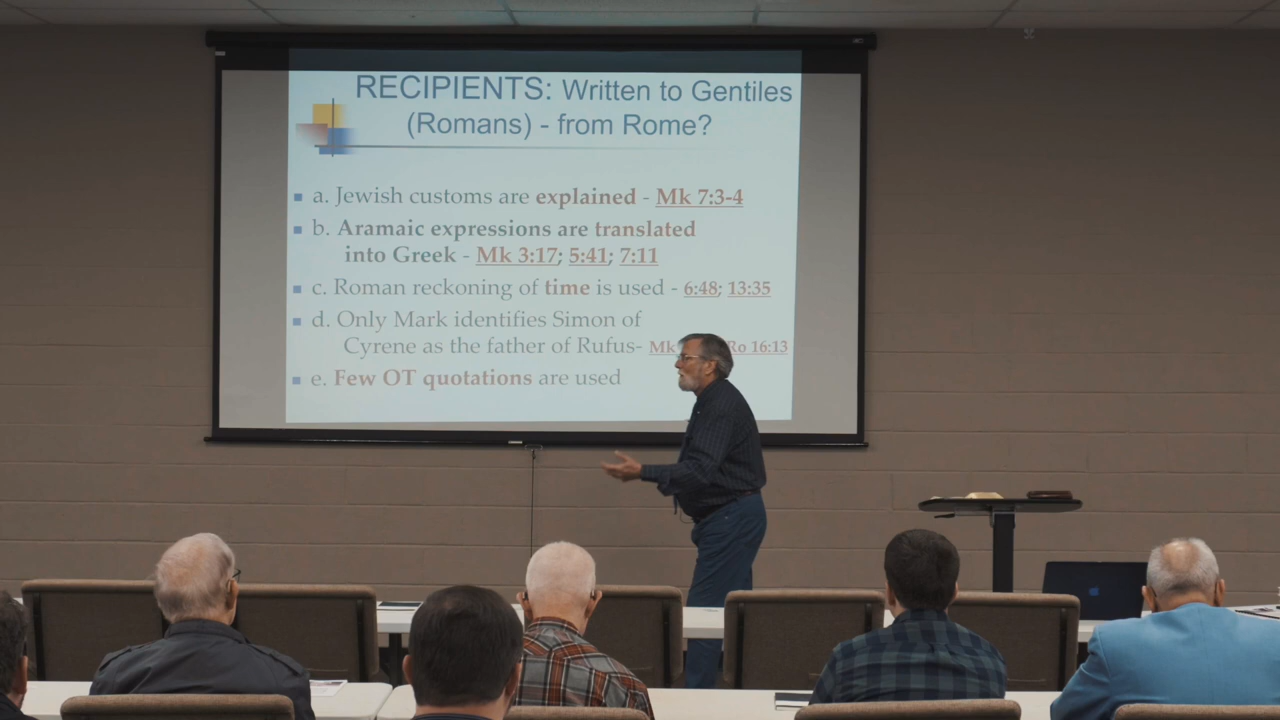 RECIPIENTS: Written to Gentiles
(Romans) - from Rome?
a. Jewish customs are explained - Mk 7:3-4
b. Aramaic expressions are translated
into Greek - Mk 3:17; 5:41; 7:11
c. Roman reckoning of time is used - 6:48; 13:35
d. Only Mark identifies Simon of
Cyrene as the father of Rufus- Mk Ro 16:13
e. Few OT quotations are used